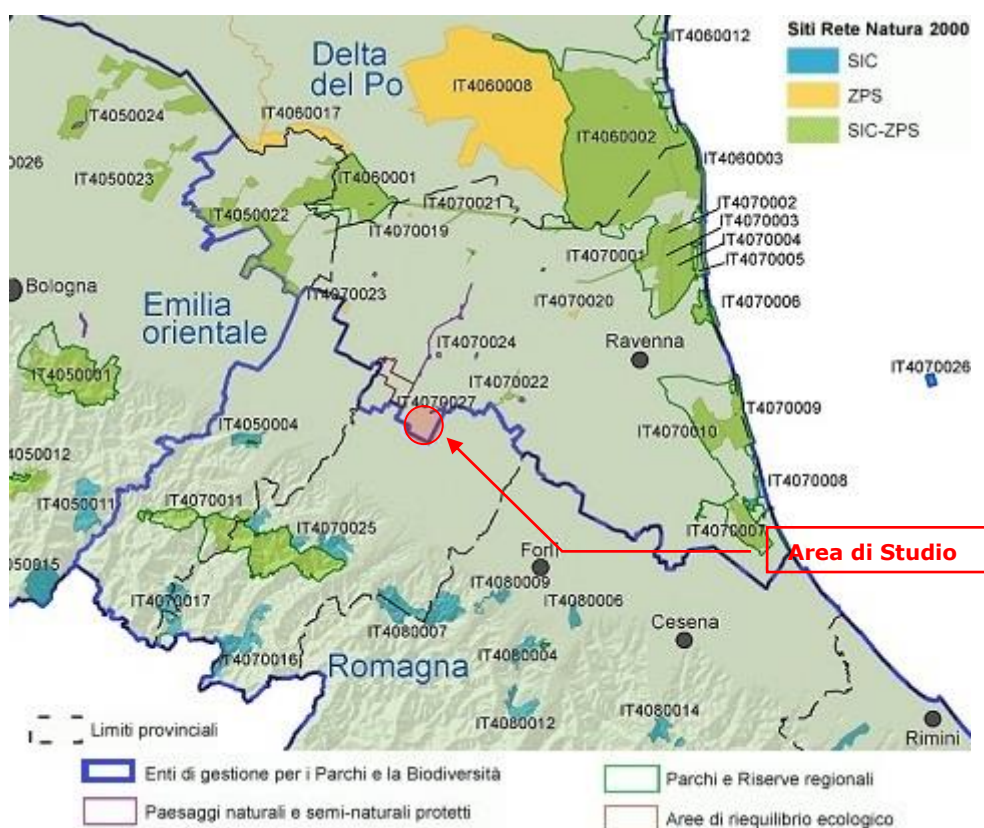 IT4060012
Siti Rete Natura 2000
SIC
ZPS
SIC-ZPS
Delta
del Po
IT4060008
IT4050024
IT4060017
IT4060002
IT4060003
0026
IT4050023
IT4060001
IT4070021
IT4070002
IT4070003
IT4070004
IT4070005
IT4050022
IT4070019
IT4070001
Bologna
Emilia
orientale
IT4070023
IT4070020
IT4070006
IT4070024
Ravenna
IT4050001
IT4070022
IT4070026
IT4070027
IT4070009
IT4070010
IT4050004
4050012
IT4070008
IT4050011
IT4070011
IT4070025
IT4070007
Area di Studio
Forlì
0015
IT4080009
IT4070017
IT4080006
IT4080007
Cesena
IT4080004
IT4070016
Romagna
IT4080012
IT4080014
Rimini
Limiti provinciali
Enti di gestione per i Parchi e la Biodiversità
Parchi e Riserve regionali
Paesaggi naturali e semi-naturali protetti
Aree di riequilibrio ecologico